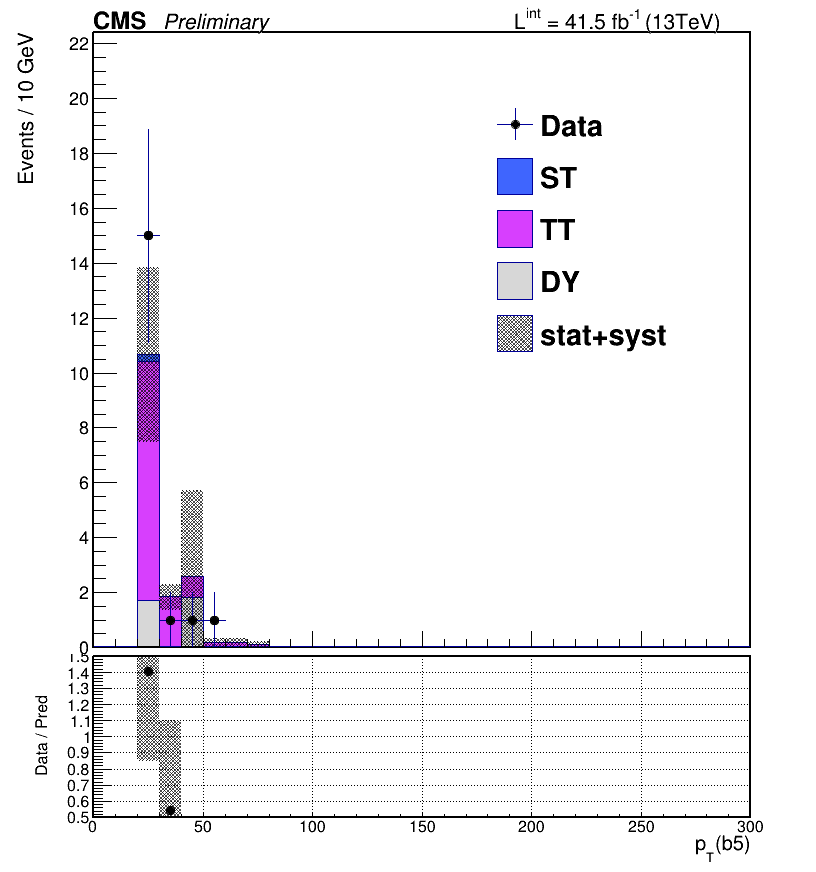 CMS Preliminary L^int = 41.5 fb^-1 (13TeV)
Events / 10 GeV
22
20
18
16
14
12
10
8
6
4
2
0
Data
ST
TT
DY
stat+syst
Data / Pred
1.5
1.4
1.3
1.2
1.1
1
0.9
0.8
0.7
0.6
0.5
0 50 100 150 200 250 300
p_T(b5)